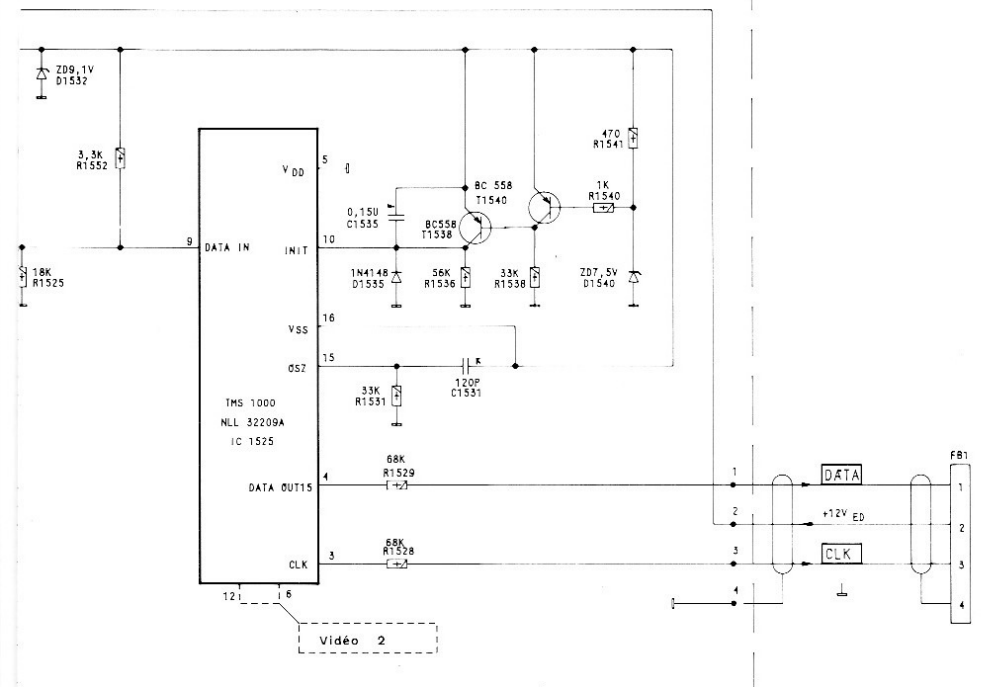 ZD9,1V
D1532
3,3K
R1552
18K
R1525
5
V DD
9
DATA IN
10
INIT
16
VSS
15
OSZ
TMS 1000
NLL 32209A
IC 1525
4
DATA OUT15
3
CLK
12
6
Vidéo 2
0,15U
C1535
1N4148
D1535
BC558
T1538
56K
R1536
BC 558
T1540
33K
R1538
470
R1541
1K
R1540
ZD7,5V
D1540
33K
R1531
120P
C1531
68K
R1529
68K
R1528
1
DATA
2
+12V ED
3
CLK
4
FB1
1
2
3
4